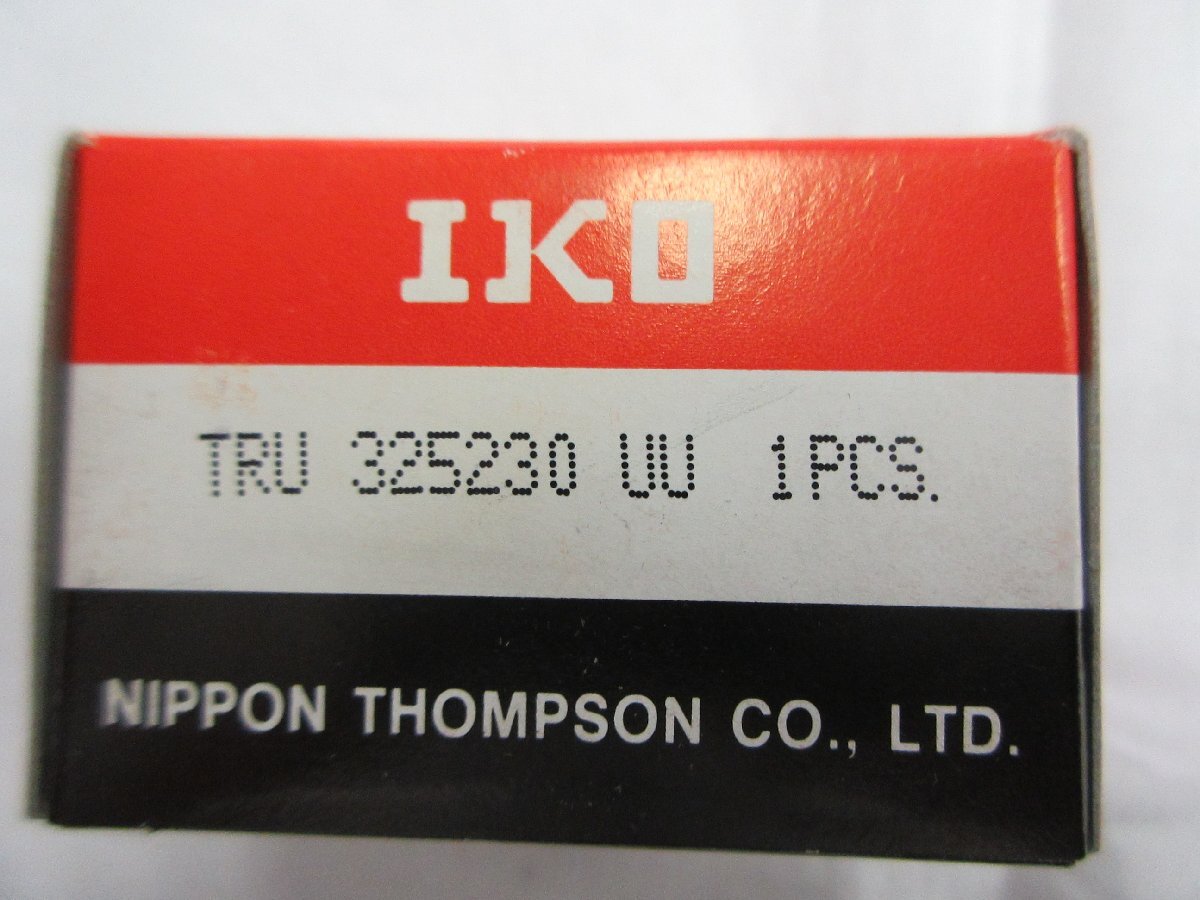 IKO
TRU 325230 UU 1PCS.
NIPPON THOMPSON CO., LTD.